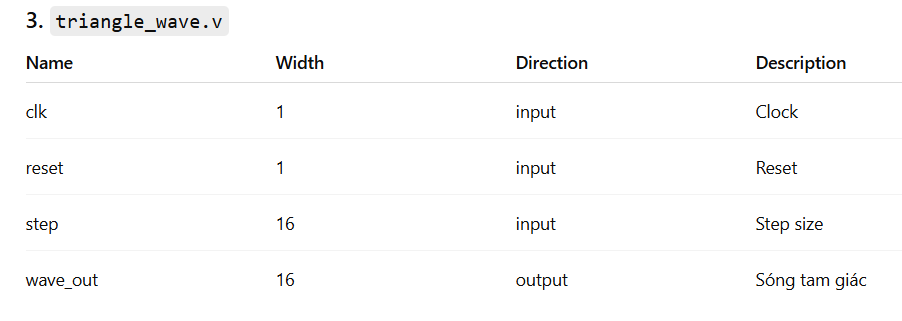 3. triangle_wave.v
Name Width Direction Description
clk 1 input Clock
reset 1 input Reset
step 16 input Step size
wave_out 16 output Sóng tam giác